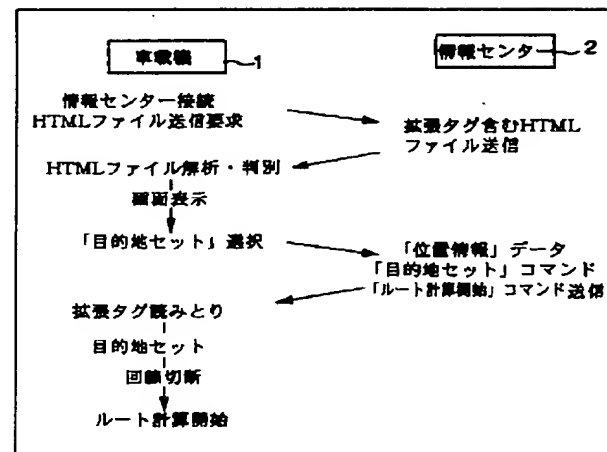 車載機
1
情報センタ
2
情報センター接続
HTMLファイル送信要求
拡張タグ含むHTML
ファイル送信
HTMLファイル解析・判別
画面表示
「目的地セット」選択
「位置情報」データ
「目的地セット」コマンド
「ルート計算開始」コマンド送信
拡張タグ読みとり
目的地セット
回線切断
ルート計算開始